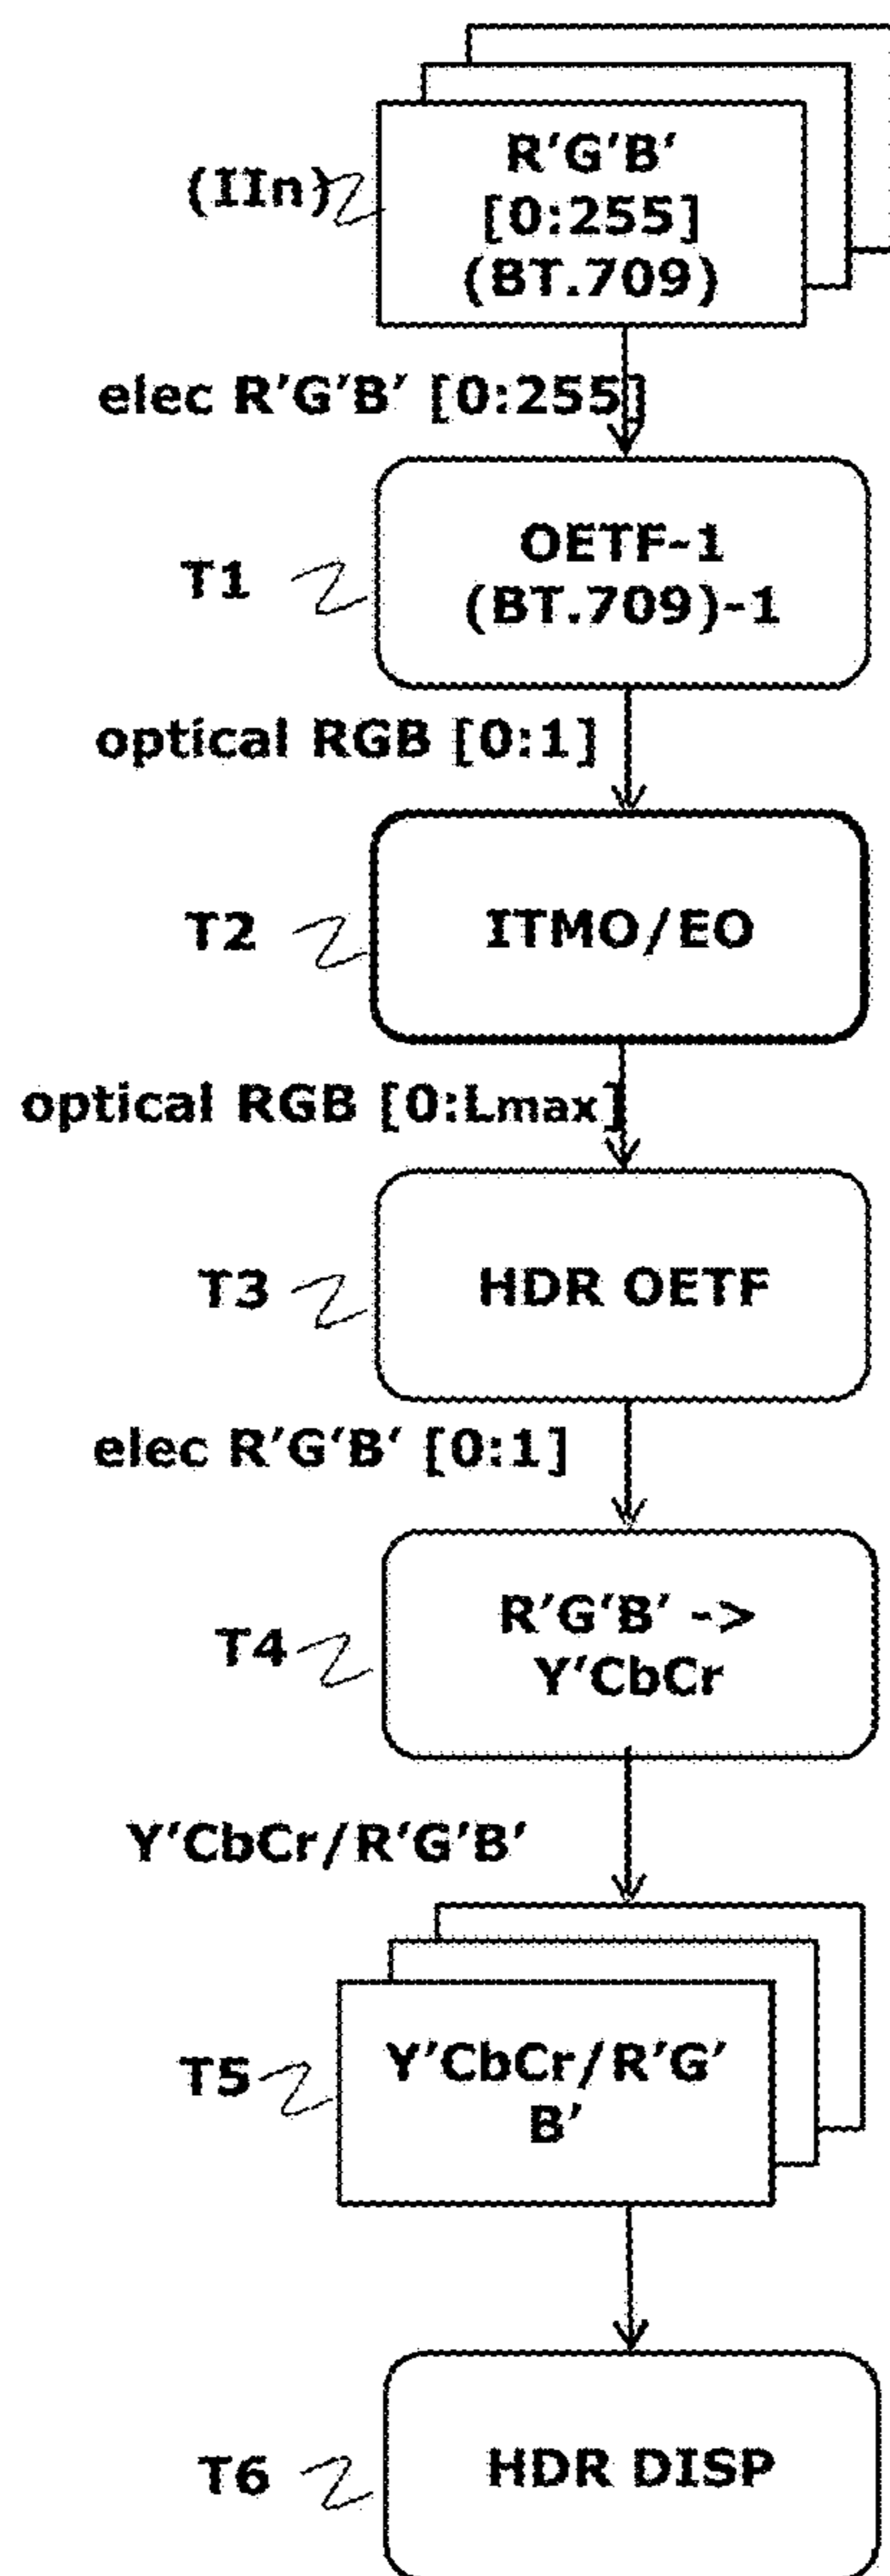 R'G'B'
(IIn)
[0:255]
(BT.709)
elec R'G'B' [0:255]
OETF-1
T1
(BT.709)-1
optical RGB [0:1]
T2
ITMO/EO
optical RGB [0:Lmax]
T3
HDR OETF
elec R'G'B' [0:1]
R'G'B' ->
T4
Y'CbCr
Y'CbCr/R'G'B'
T5
Y'CbCr/R'G'
B'
T6
HDR DISP